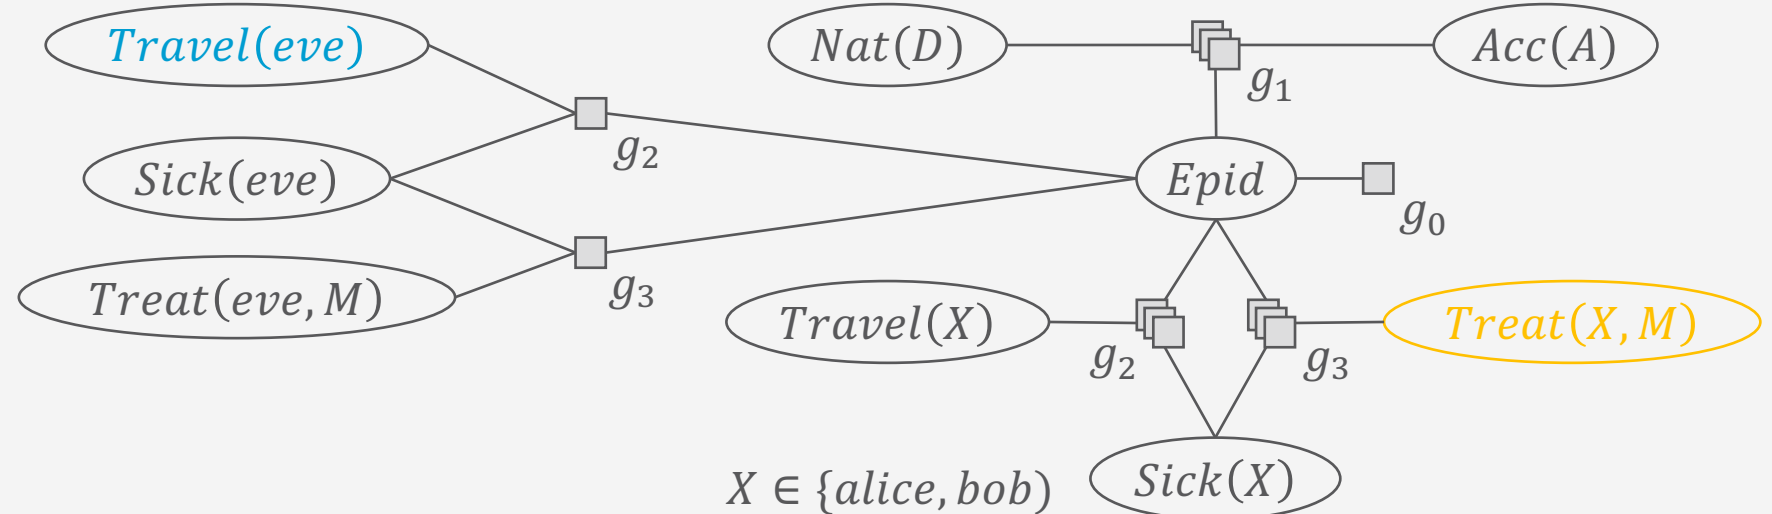 Travel(eve)
Nat(D)
Acc(A)
g1
g2
Sick(eve)
Epid
g0
g3
Treat(eve, M)
Travel(X)
Treat(X, M)
g2
g3
X ∈ {alice, bob)
Sick(X)